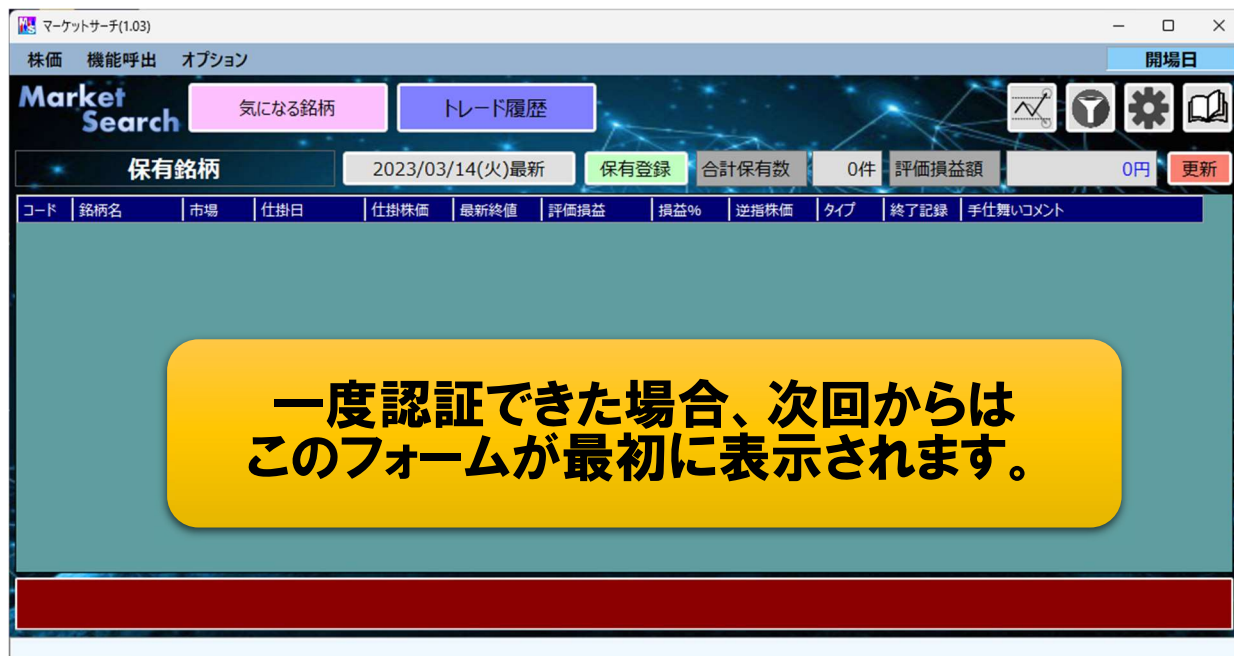 マーケットサーチ(1.03)
株価 機能呼出 オプション 開場日
Market
Search
気になる銘柄 トレード履歴
保有銘柄 2023/03/14(火)最新 保有登録 合計保有数 0件 評価損益額 0円 更新
コード 銘柄名 市場 仕掛日 仕掛株価 最新終値 評価損益 損益% 逆指株価 タイプ 終了記録 手仕舞いコメント
一度認証できた場合、次回からは
このフォームが最初に表示されます。